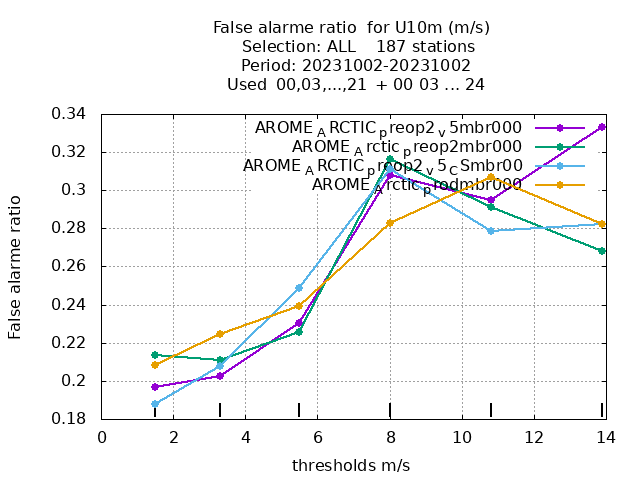 False alarme ratio  for U10m (m/s)
Selection: ALL    187 stations
Period: 20231002-20231002
Used  00,03,...,21  + 00 03 ... 24
AROME_ARCTIC_preop2_v5mbr000
AROME_Arctic_preop2mbr000
AROME_ARCTIC_preop2_v5_CSmbr00
AROME_Arctic_prodmbr000
False alarme ratio
0.34
0.32
0.3
0.28
0.26
0.24
0.22
0.2
0.18
0 2 4 6 8 10 12 14
thresholds m/s